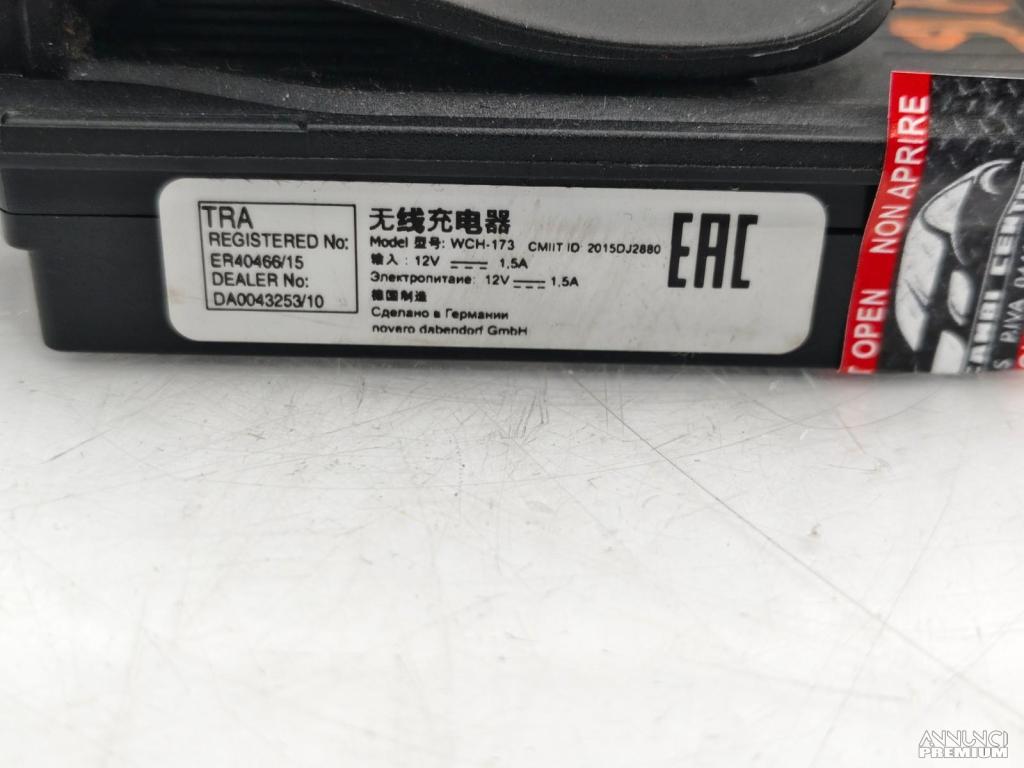 TRA
REGISTERED No:
ER40466/15
DEALER No:
DA0043253/10
无线充电器
Model 型号: WCH-173 CMIIT ID 2015DJ2880
输入: 12V 1,5A
Электропитаие: 12V 1,5A
德国制造
Сделано в Германии
novero dabendorf GmbH
EAC
NON APRIRE
T OPEN
ANNUNCI
PREMIUM